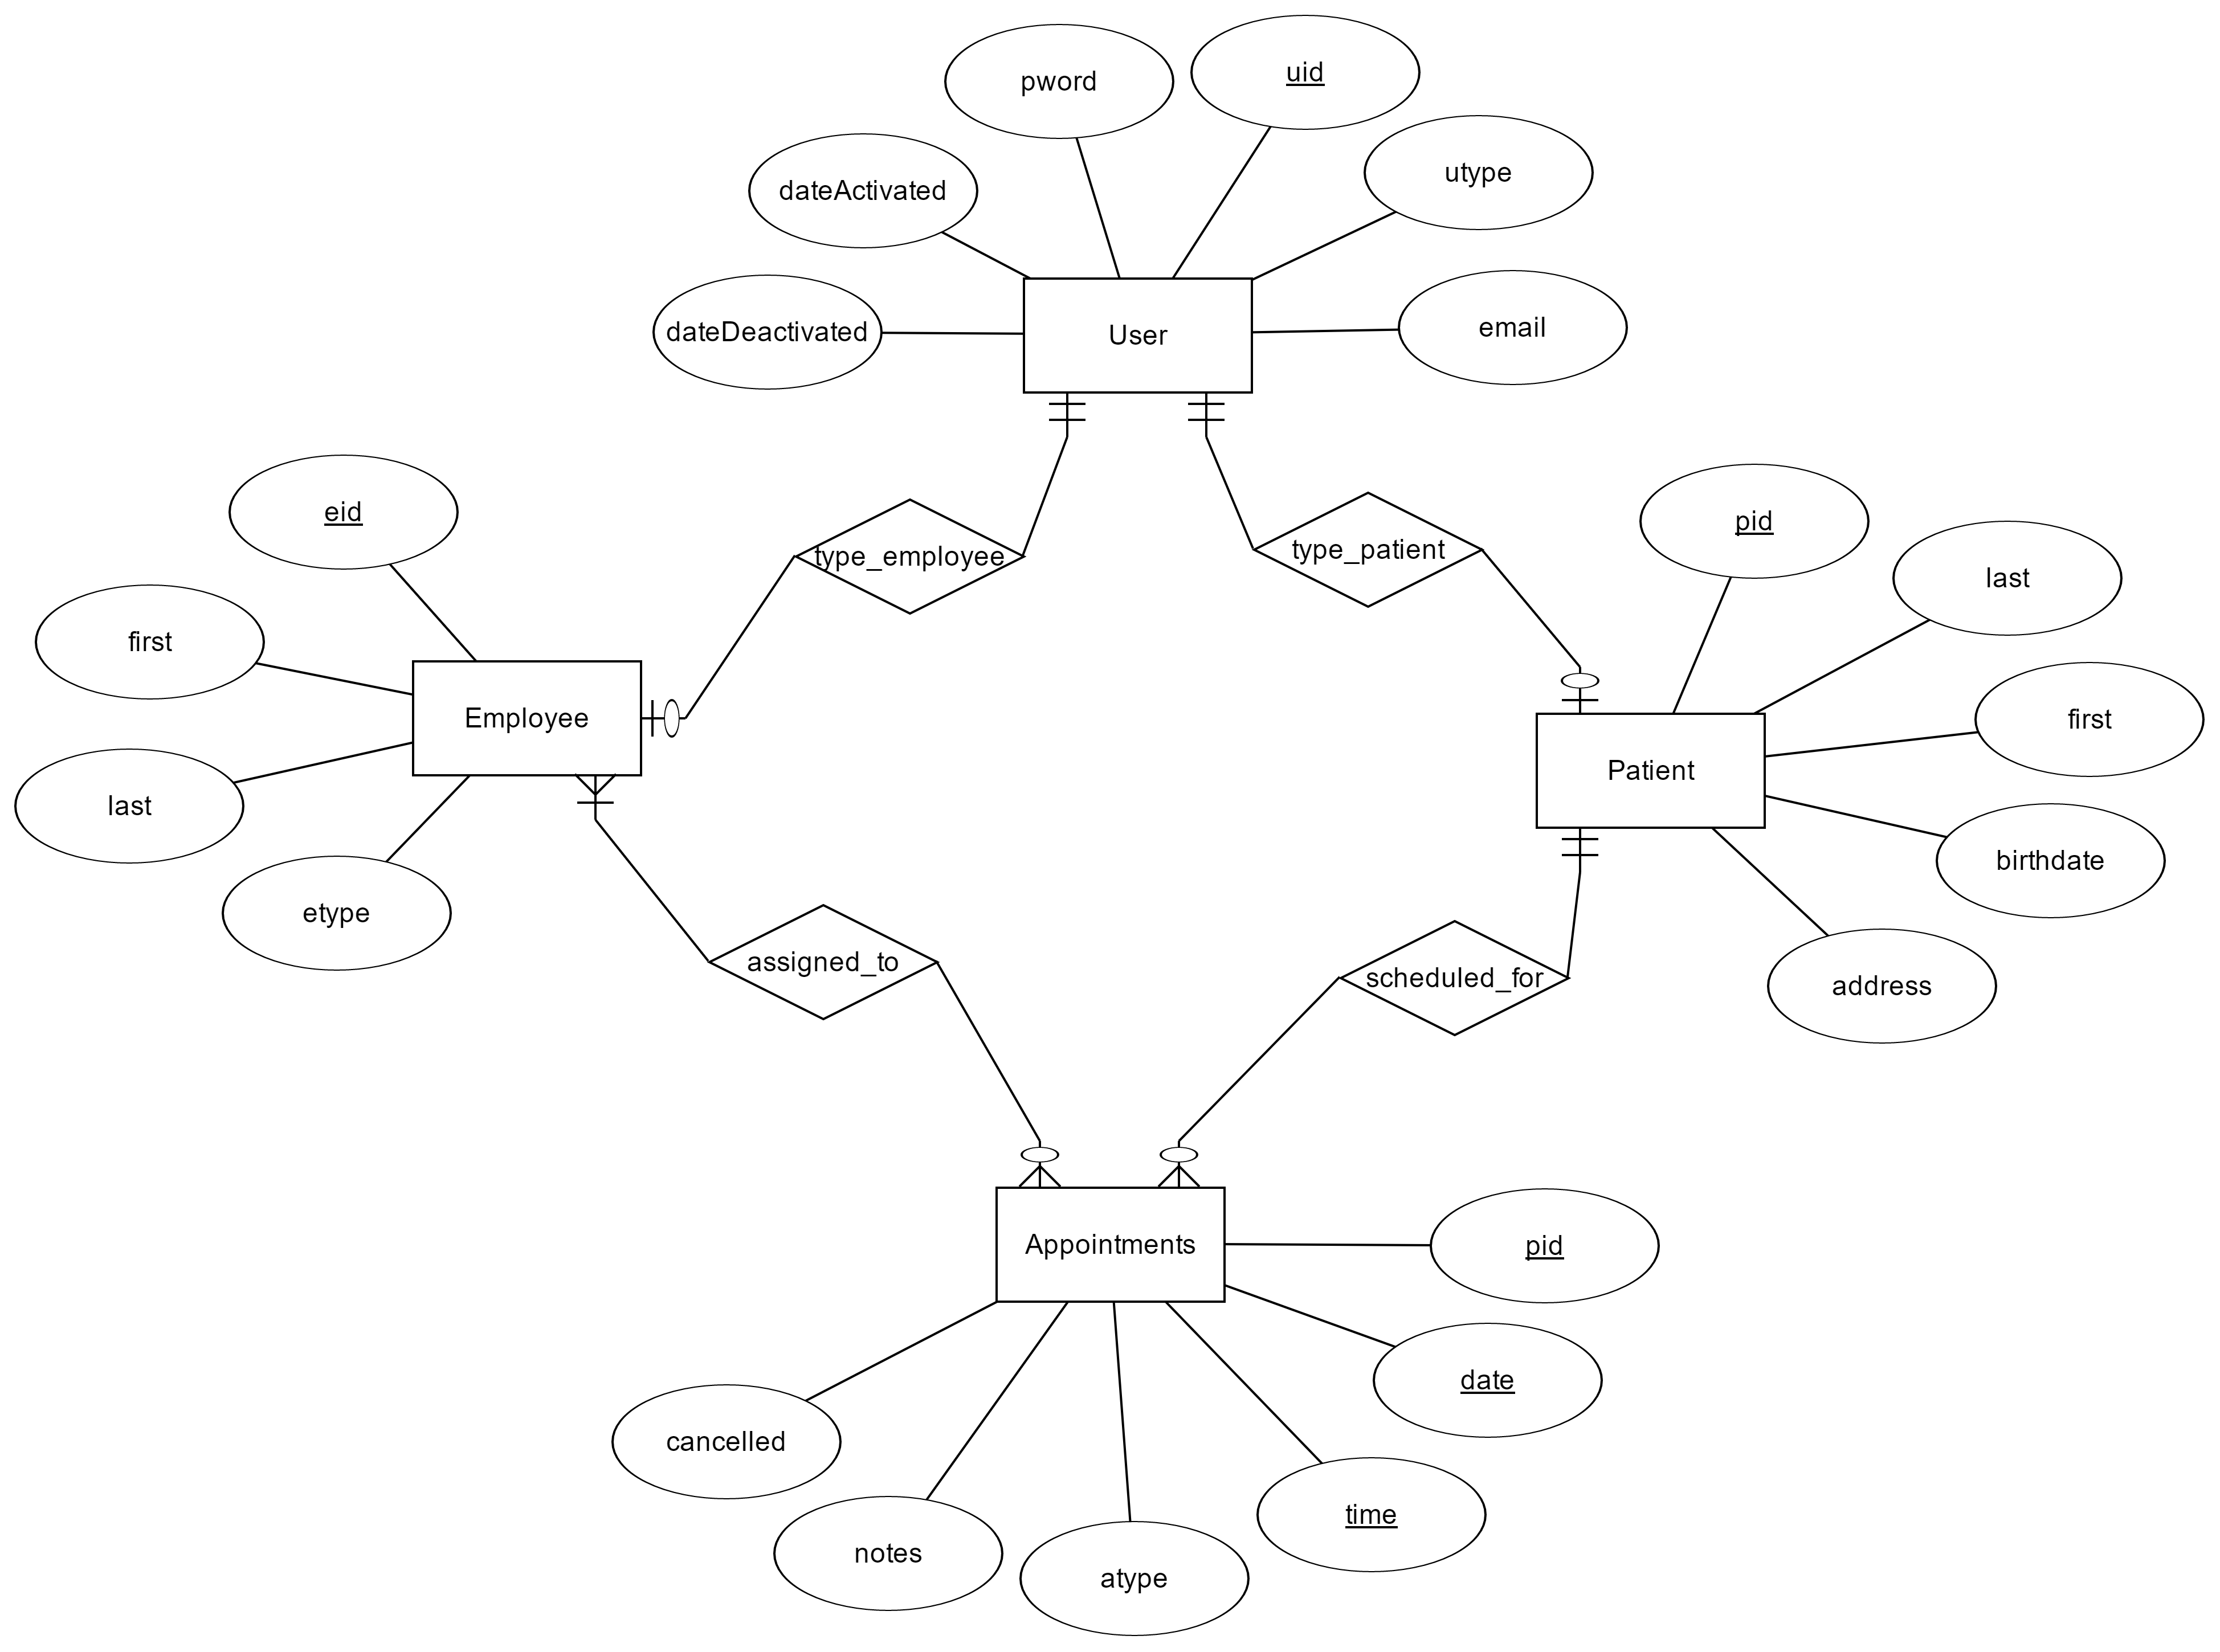 uid
pword
utype
dateActivated
email
dateDeactivated
User
eid
pid
type_patient
type_employee
last
first
first
Employee
Patient
last
birthdate
etype
assigned_to
scheduled_for
address
Appointments
pid
date
cancelled
time
notes
atype